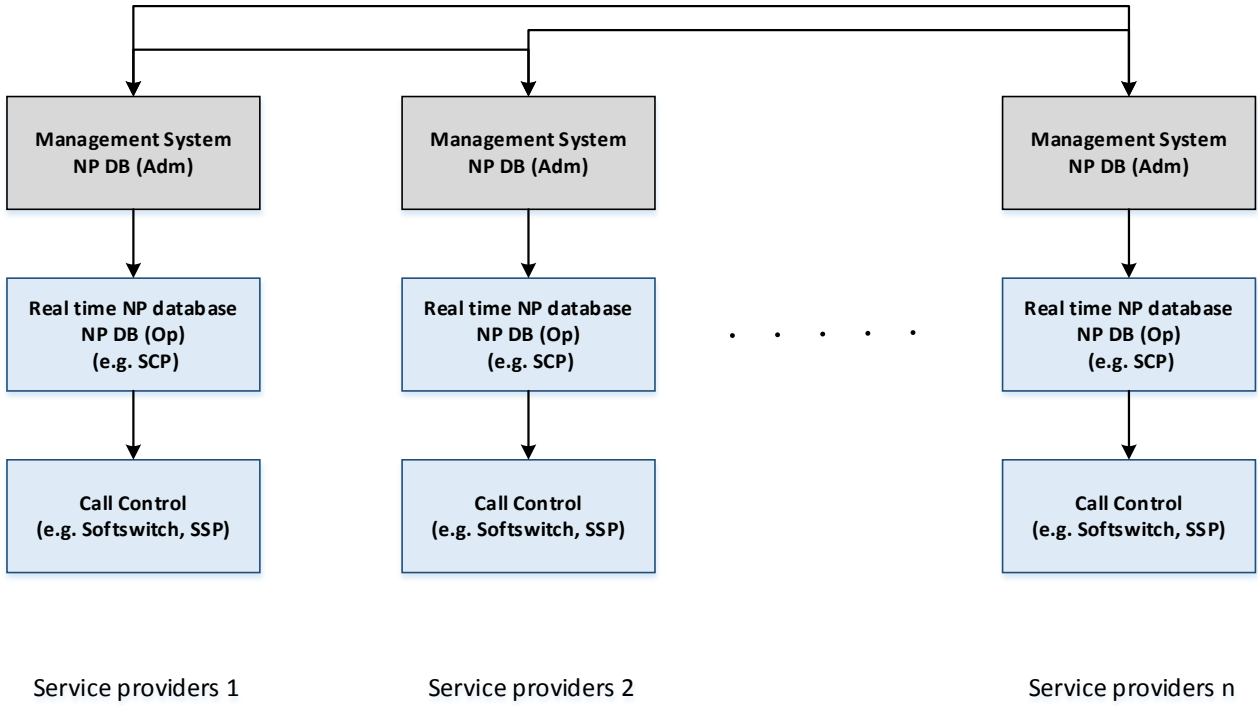 Management System
NP DB (Adm)
Management System
NP DB (Adm)
Management System
NP DB (Adm)
Real time NP database
NP DB (Op)
(e.g. SCP)
Real time NP database
NP DB (Op)
(e.g. SCP)
. . . . .
Real time NP database
NP DB (Op)
(e.g. SCP)
Call Control
(e.g. Softswitch, SSP)
Call Control
(e.g. Softswitch, SSP)
Call Control
(e.g. Softswitch, SSP)
Service providers 1
Service providers 2
Service providers n